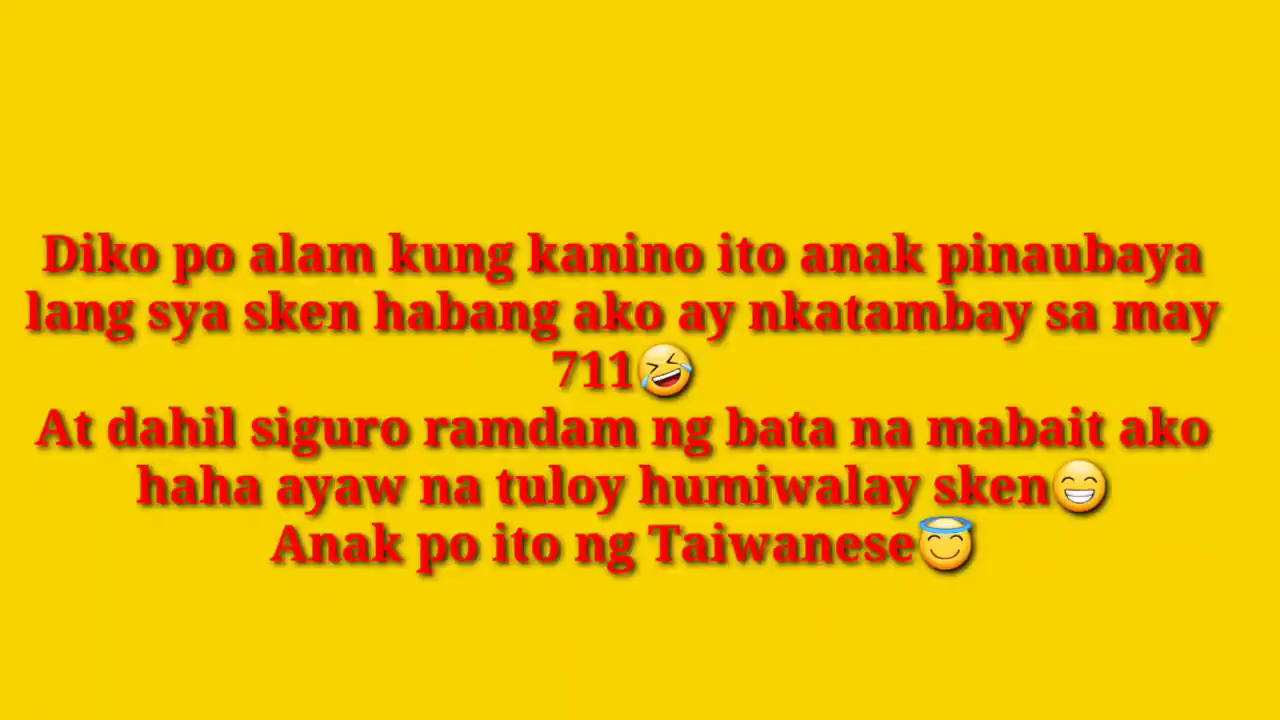 Diko po alam kung kanino ito anak pinaubaya
lang sya sken habang ako ay nkatambay sa may
711🤣
At dahil siguro ramdam ng bata na mabait ako
haha ayaw na tuloy humiwalay sken😁
Anak po ito ng Taiwanese😇